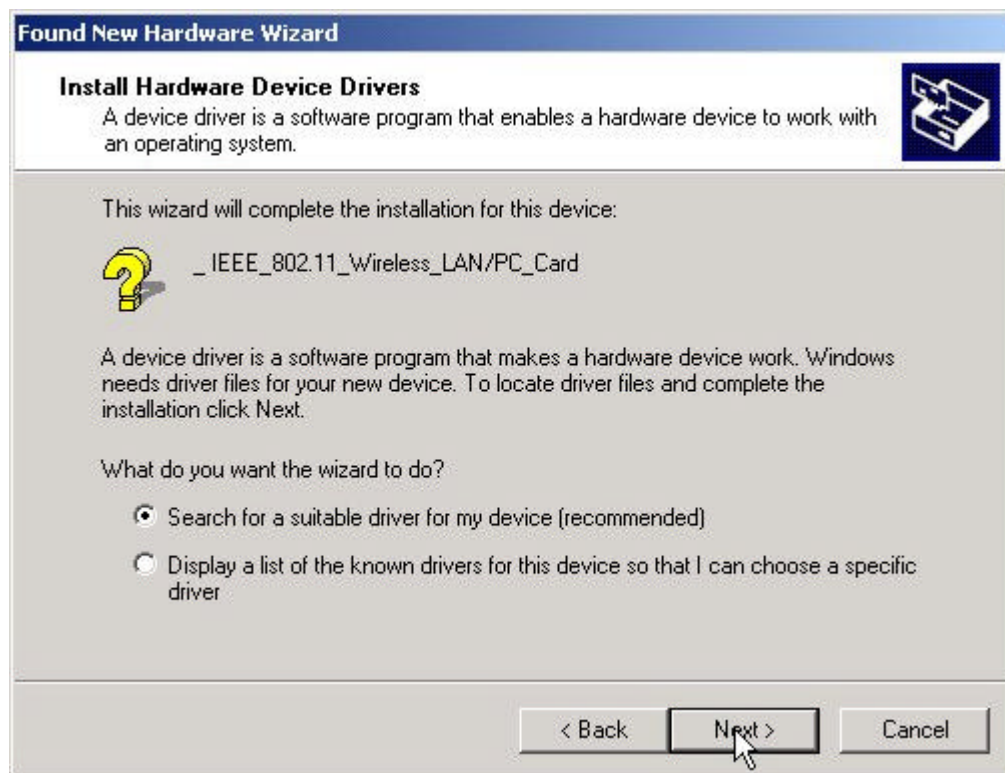 Found New Hardware Wizard
Install Hardware Device Drivers
A device driver is a software program that enables a hardware device to work with
an operating system.
This wizard will complete the installation for this device:
_ IEEE_802.11_Wireless_LAN/PC_Card
A device driver is a software program that makes a hardware device work. Windows
needs driver files for your new device. To locate driver files and complete the
installation click Next.
What do you want the wizard to do?
Search for a suitable driver for my device (recommended)
Display a list of the known drivers for this device so that I can choose a specific
driver
< Back Next > Cancel